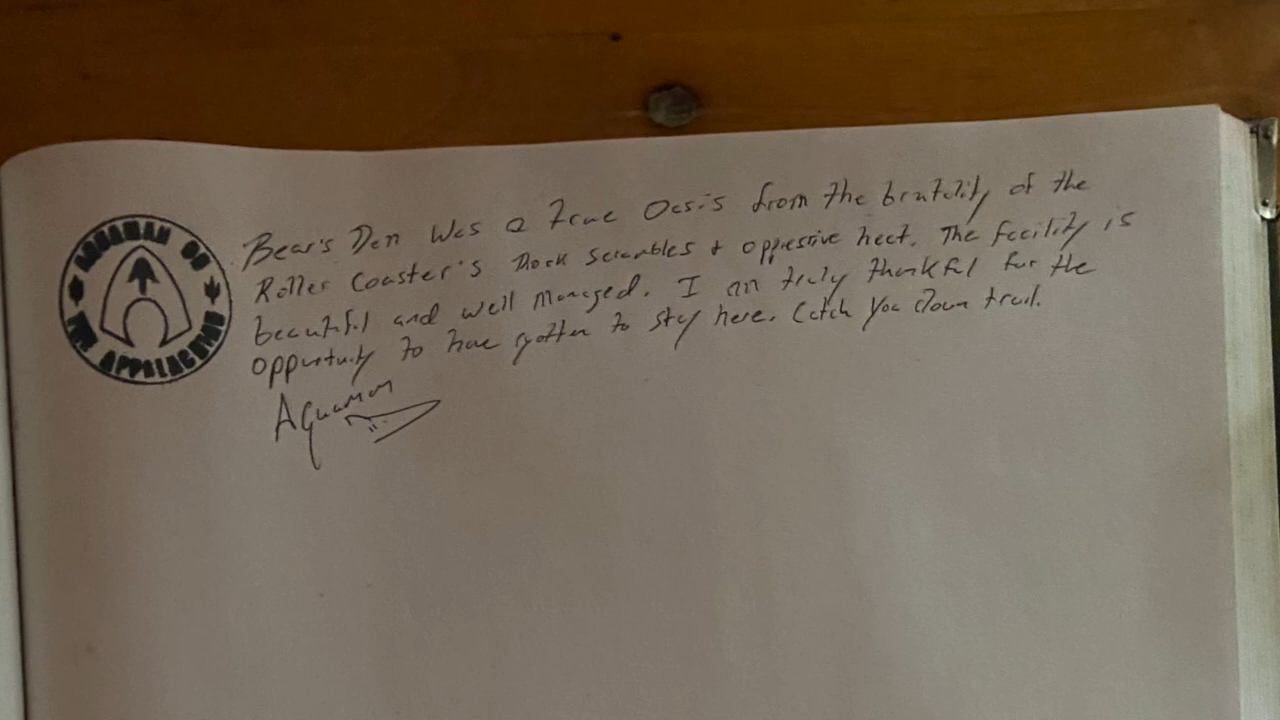 AQUAMAN ON
THE APPALACHIANS
Bear's Den was a true Oasis from the brutality of the
Roller Coaster's Rock scrambles + oppressive heat. The facility is
beautiful and well managed. I am truly thankful for the
opportunity to have gotten to stay here. Catch you down trail.
Aquaman